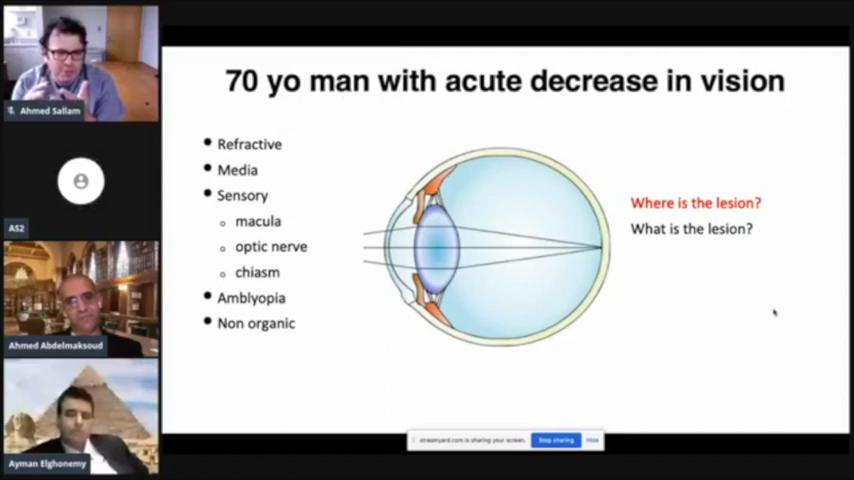 70 yo man with acute decrease in vision
Refractive
Media
Sensory
macula
optic nerve
chiasm
Amblyopia
Non organic
Where is the lesion?
What is the lesion?
Ahmed Sallam
AS2
Ahmed Abdelmaksoud
Ayman Elghonemy
streamyard.com is sharing your screen. Stop sharing Hide